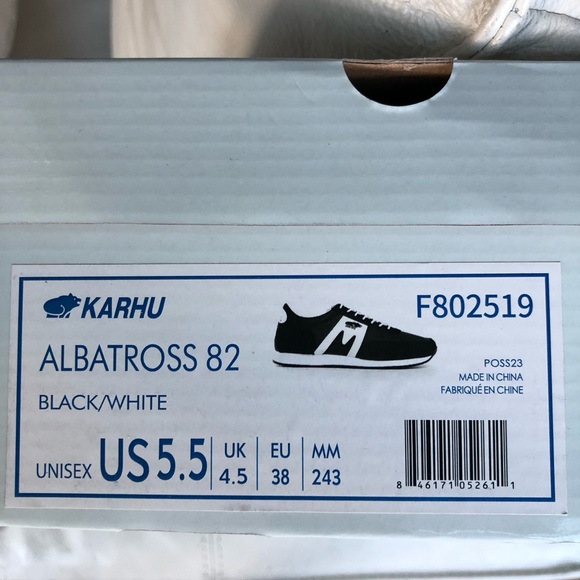 KARHU
F802519
ALBATROSS 82
POSS23
MADE IN CHINA
FABRIQUÉ EN CHINE
BLACK/WHITE
UNISEX US 5.5 UK 4.5 EU 38 MM 243
8 46171 05261 1